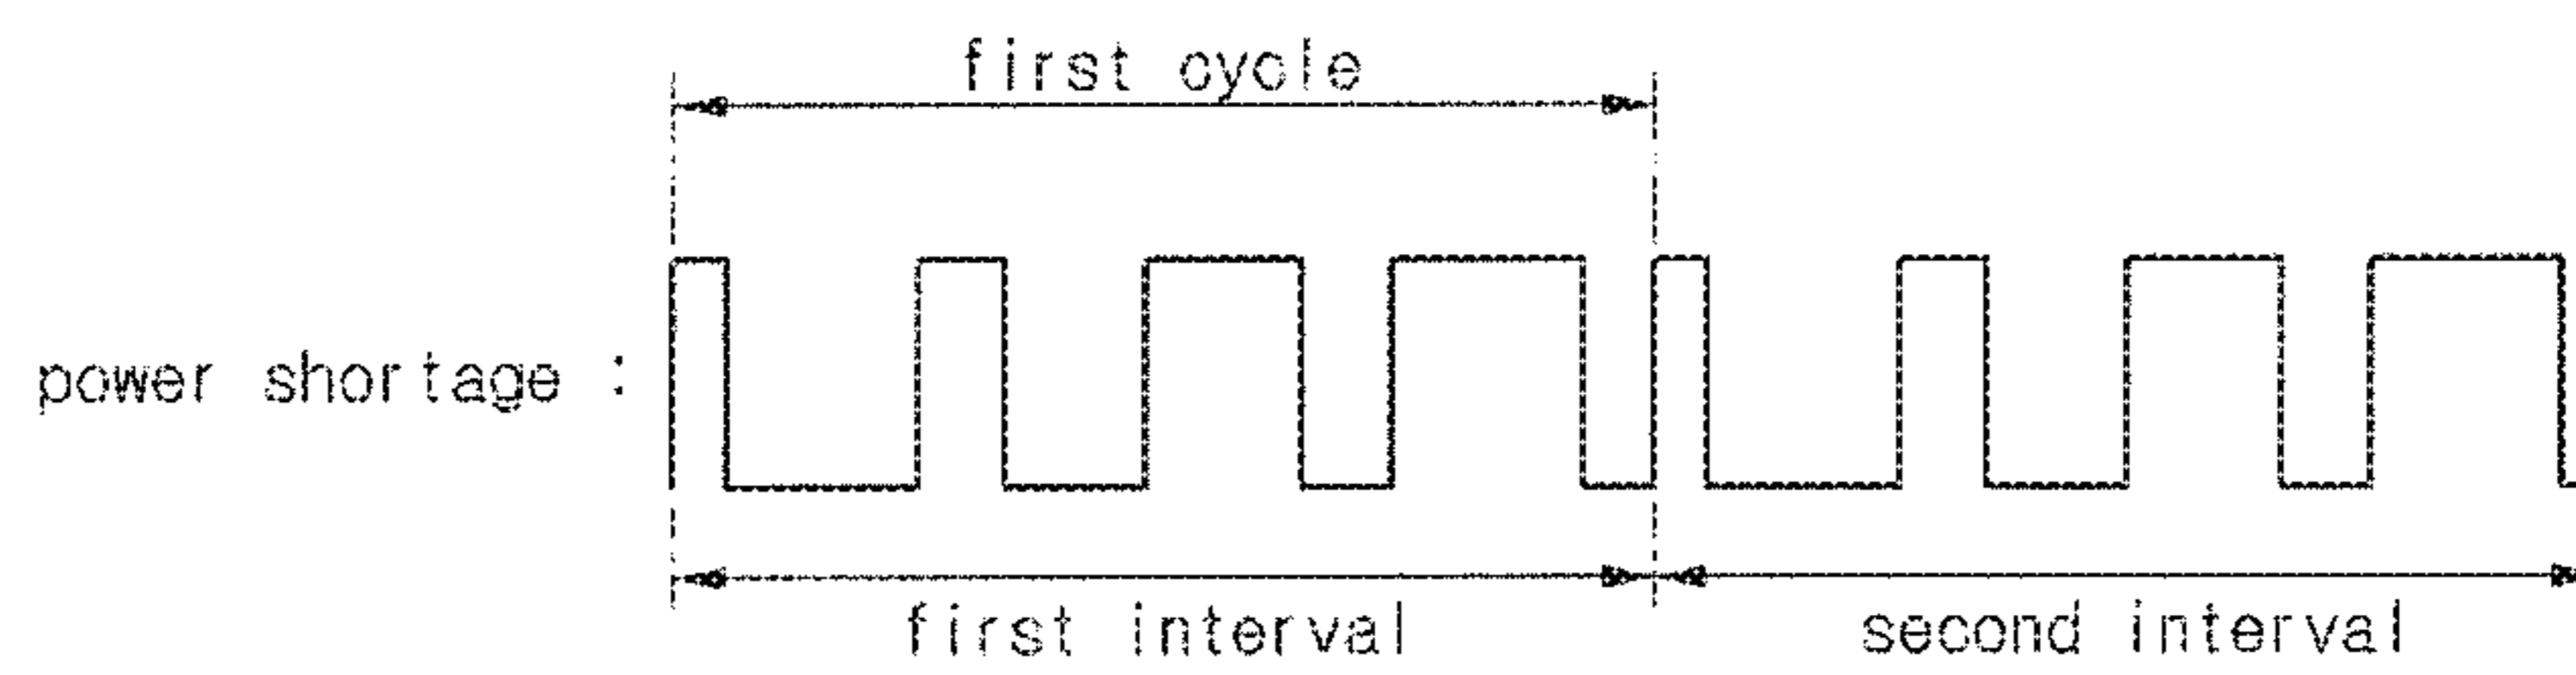 first cycle
power shortage :
first interval
second interval